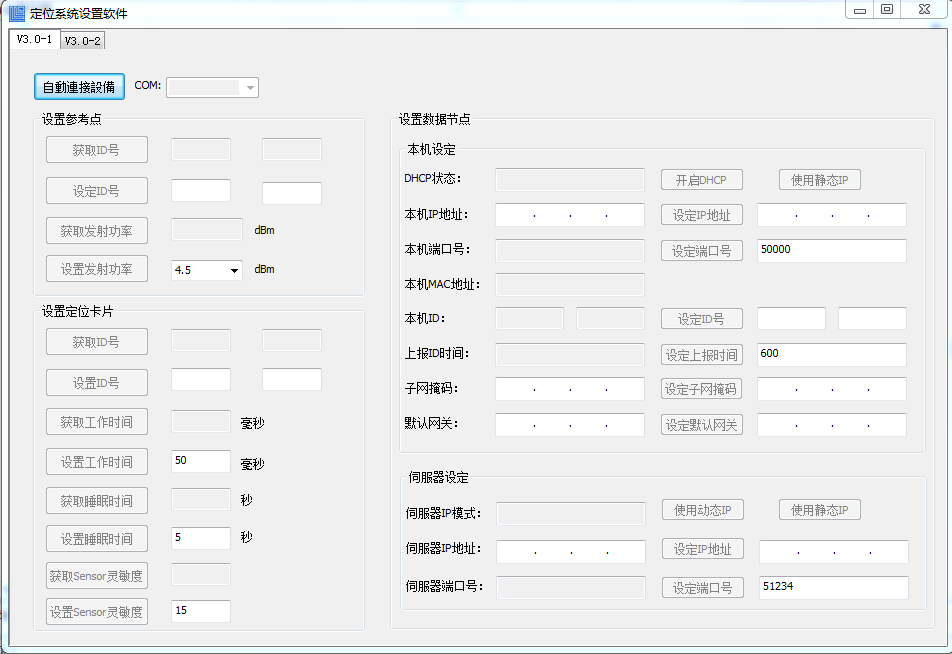 定位系统设置软件
V3.0-1 V3.0-2
自動連接設備 COM:
设置参考点
获取ID号
设定ID号
获取发射功率 dBm
设置发射功率 4.5 dBm
设置定位卡片
获取ID号
设置ID号
获取工作时间 毫秒
设置工作时间 50 毫秒
获取睡眠时间 秒
设置睡眠时间 5 秒
获取Sensor灵敏度
设置Sensor灵敏度 15
设置数据节点
本机设定
DHCP状态: 开启DHCP 使用静态IP
本机IP地址: . . . 设定IP地址 . . .
本机端口号: 设定端口号 50000
本机MAC地址:
本机ID: 设定ID号
上报ID时间: 设定上报时间 600
子网掩码: . . . 设定子网掩码 . . .
默认网关: . . . 设定默认网关 . . .
伺服器设定
伺服器IP模式: 使用动态IP 使用静态IP
伺服器IP地址: . . . 设定IP地址 . . .
伺服器端口号: 设定端口号 51234